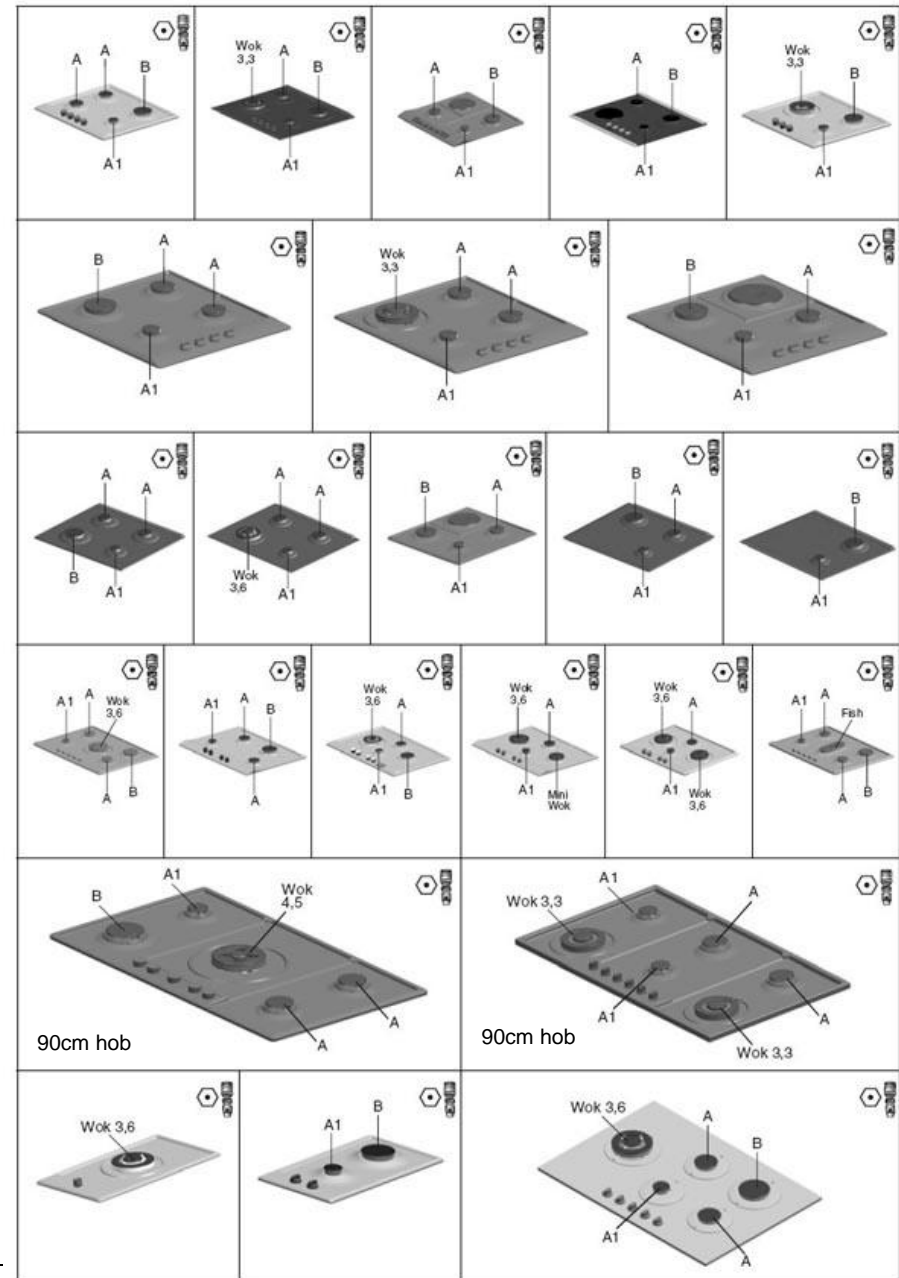 A A B
A1
Wok
3,3 A B
A1
A B
A1
A B
A1
Wok
3,3 B
A1
B A A
A1
Wok
3,3 A A
A1
B A
A1
A A
B A1
A A
Wok
3,6 A1
B A
A1
B A
A1
B
A1
A1 A Wok
3,6
A B
A1 A B
A
Wok
3,6 A
A1 B
Wok
3,6 A
A1 Mini
Wok
Wok
3,6 A
A1 Wok
3,6
A1 A Fish
A B
B A1 Wok
4,5
A A
90cm hob
Wok 3,3 A1 A
A1 A
Wok 3,3
90cm hob
Wok 3,6
A1 B
Wok 3,6 A B
A1 A